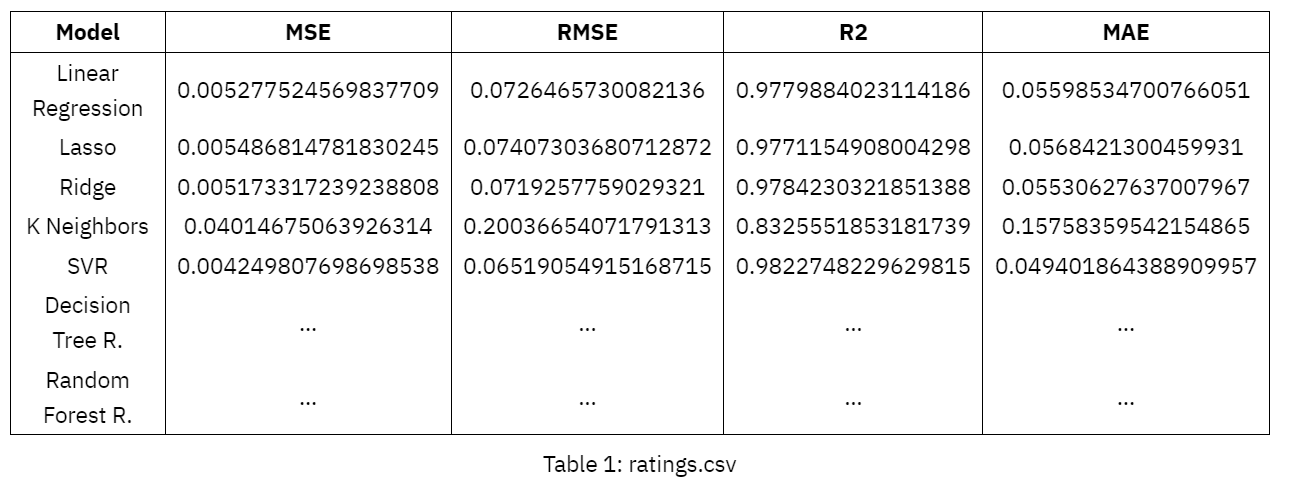 Model MSE RMSE R2 MAE
Linear
Regression 0.005277524569837709 0.0726465730082136 0.9779884023114186 0.05598534700766051
Lasso 0.005486814781830245 0.07407303680712872 0.9771154908004298 0.0568421300459931
Ridge 0.005173317239238808 0.0719257759029321 0.9784230321851388 0.05530627637007967
K Neighbors 0.04014675063926314 0.20036654071791313 0.8325551853181739 0.15758359542154865
SVR 0.004249807698698538 0.06519054915168715 0.9822748229629815 0.049401864388909957
Decision
Tree R. ... ... ... ...
Random
Forest R. ... ... ... ...
Table 1: ratings.csv